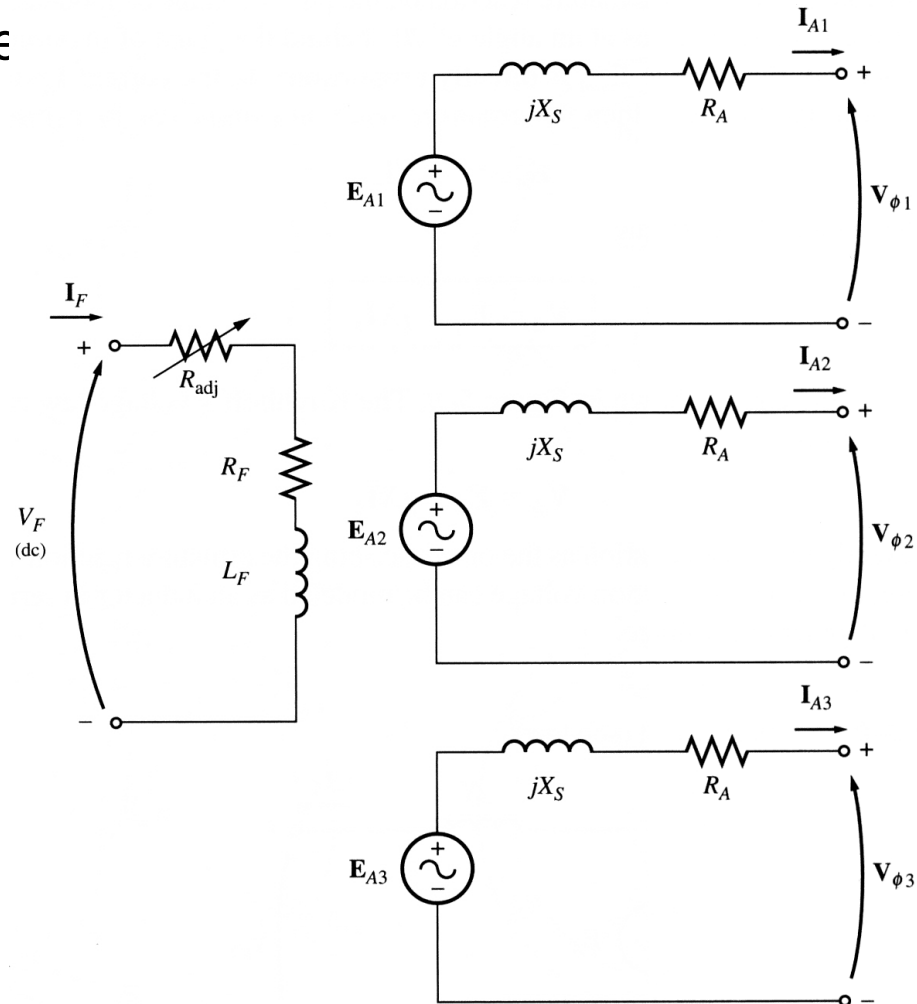 I_A1
+
jX_S
R_A
+
E_A1
−
V_ϕ1
−
I_F
+
R_adj
R_F
V_F
(dc)
L_F
−
I_A2
+
jX_S
R_A
+
E_A2
−
V_ϕ2
−
I_A3
+
jX_S
R_A
+
E_A3
−
V_ϕ3
−